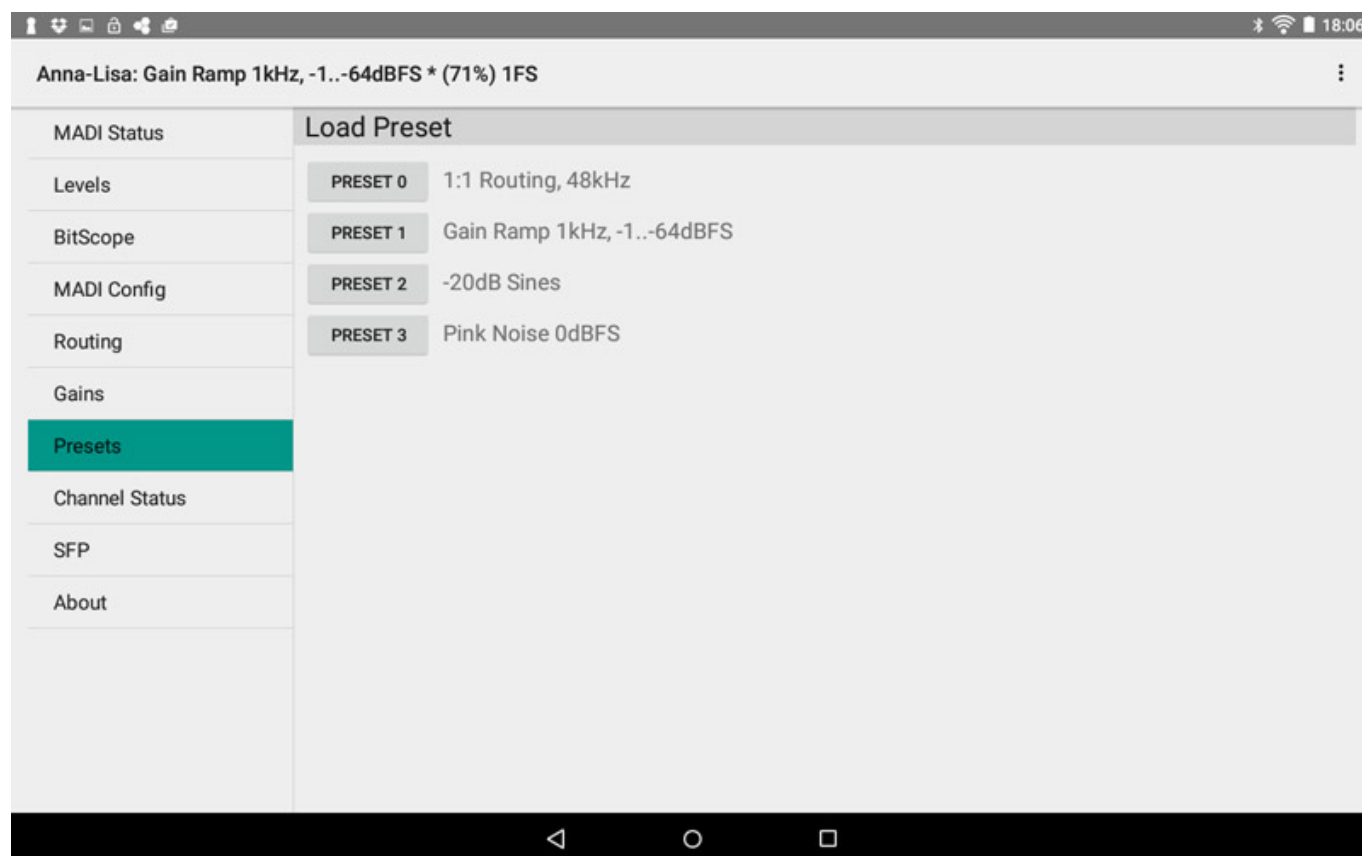 18:06
Anna-Lisa: Gain Ramp 1kHz, -1..-64dBFS * (71%) 1FS
MADI Status
Levels
BitScope
MADI Config
Routing
Gains
Presets
Channel Status
SFP
About
Load Preset
PRESET 0 1:1 Routing, 48kHz
PRESET 1 Gain Ramp 1kHz, -1..-64dBFS
PRESET 2 -20dB Sines
PRESET 3 Pink Noise 0dBFS